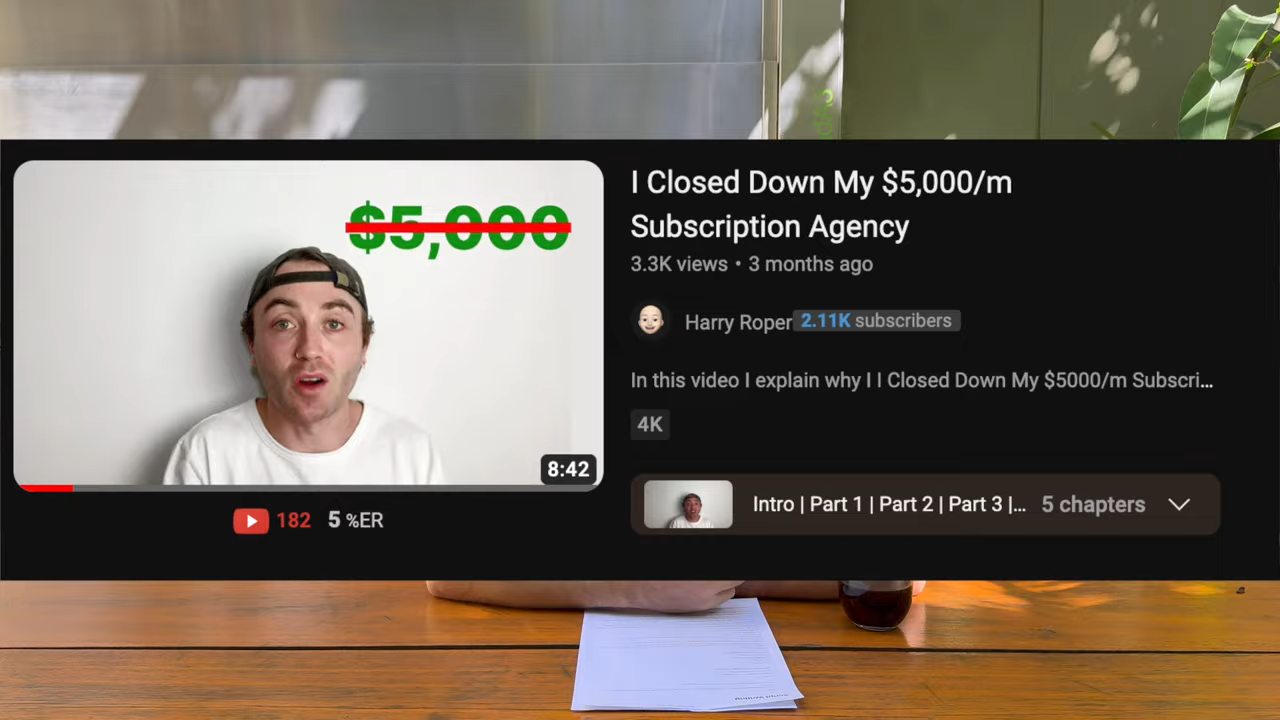 $5,000
8:42
182 5 %ER
I Closed Down My $5,000/m
Subscription Agency
3.3K views • 3 months ago
Harry Roper 2.11K subscribers
In this video I explain why I I Closed Down My $5000/m Subscri...
4K
Intro | Part 1 | Part 2 | Part 3 |... 5 chapters